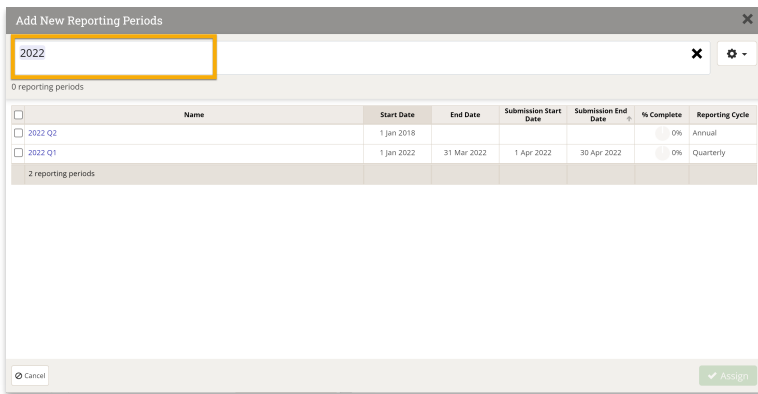 Add New Reporting Periods
2022
0 reporting periods
Name Start Date End Date Submission Start Date Submission End Date % Complete Reporting Cycle
2022 Q2 1 Jan 2018 0% Annual
2022 Q1 1 Jan 2022 31 Mar 2022 1 Apr 2022 30 Apr 2022 0% Quarterly
2 reporting periods
Cancel Assign